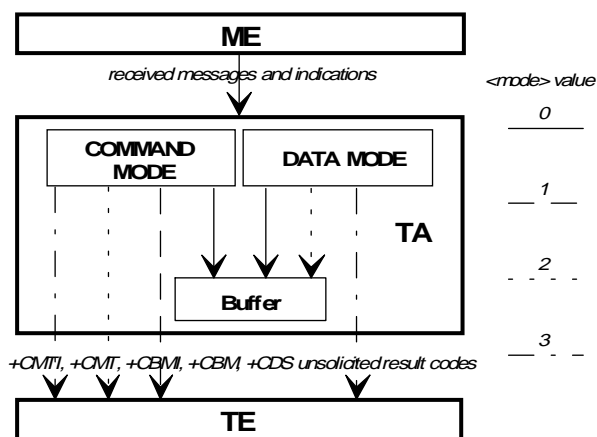 ME
received messages and indications
<mode> value
0
COMMAND
MODE
DATA MODE
1
TA
2
Buffer
3
+CMTI, +CMT, +CBMI, +CBM, +CDS unsolicited result codes
TE